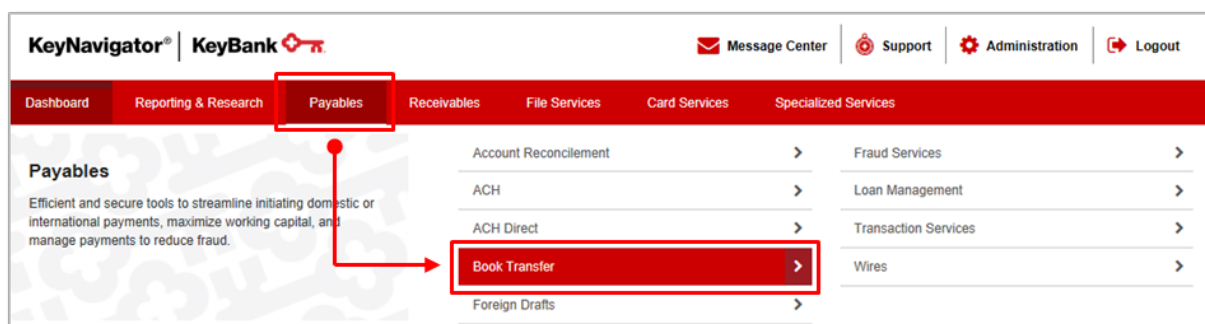 KeyNavigator® | KeyBank
Message Center
Support
Administration
Logout
Dashboard
Reporting & Research
Payables
Receivables
File Services
Card Services
Specialized Services
Payables
Efficient and secure tools to streamline initiating domestic or
international payments, maximize working capital, and
manage payments to reduce fraud.
Account Reconcilement
ACH
ACH Direct
Book Transfer
Foreign Drafts
Fraud Services
Loan Management
Transaction Services
Wires